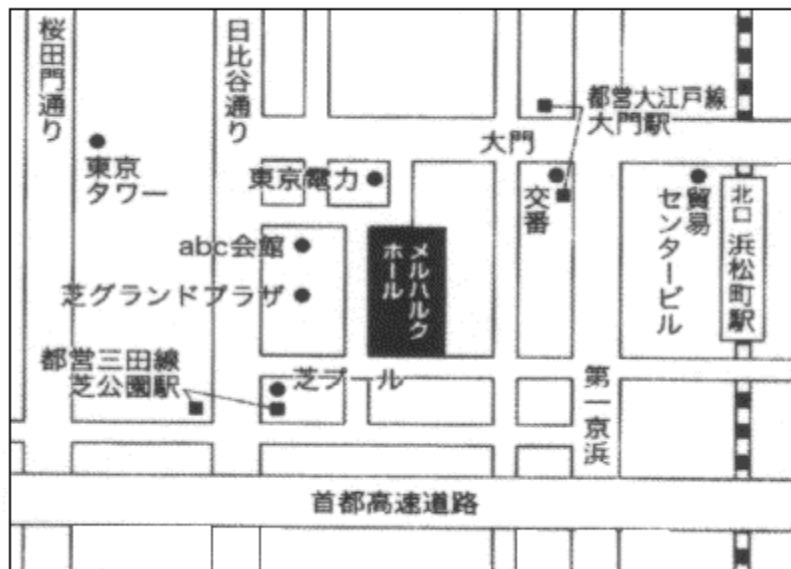 桜田門通り
日比谷通り
都営大江戸線
大門駅
大門
東京
タワー
東京電力
交番
貿易
センタービル
北口
浜松町駅
abc会館
メルハルク
ホール
芝グランドプラザ
都営三田線
芝公園駅
芝プール
第一京浜
首都高速道路